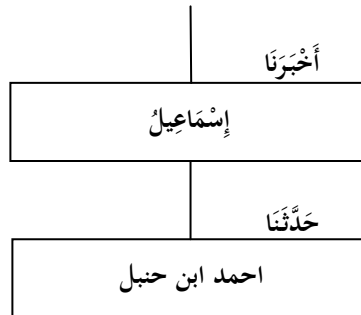 أَخْبَرَنَا
إِسْمَاعِيلُ
حَدَّثَنَا
احمد ابن حنبل